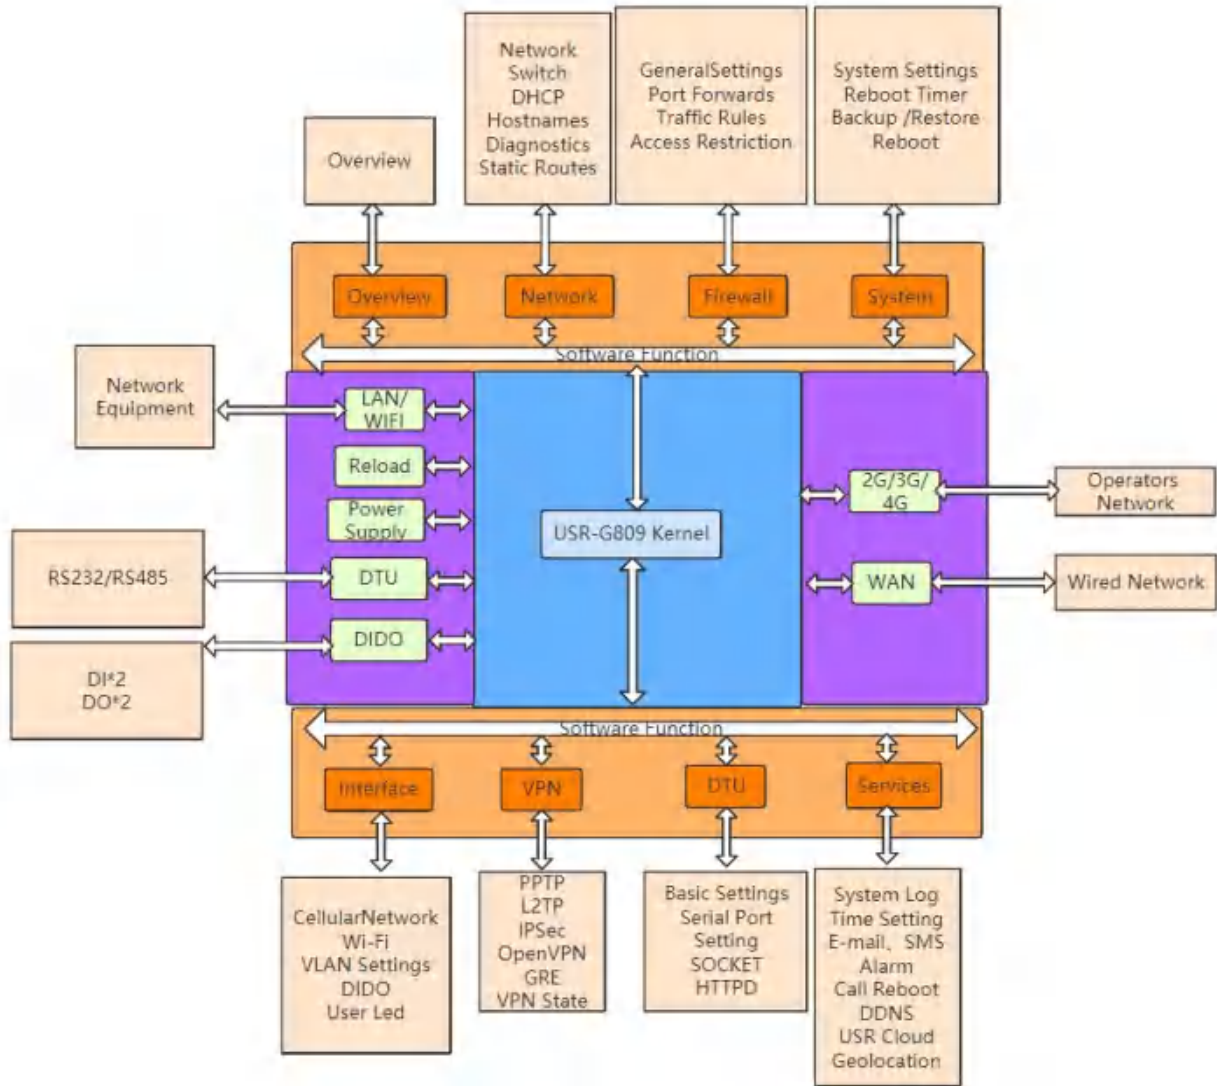 Overview
Network
Switch
DHCP
Hostnames
Diagnostics
Static Routes
GeneralSettings
Port Forwards
Traffic Rules
Access Restriction
System Settings
Reboot Timer
Backup /Restore
Reboot
Overview
Network
Firewall
System
Software Function
Network
Equipment
LAN/
WIFI
Reload
Power
Supply
RS232/RS485
DTU
DI*2
DO*2
DIDO
USR-G809 Kernel
2G/3G/
4G
Operators
Network
WAN
Wired Network
Software Function
Interface
VPN
DTU
Services
CellularNetwork
Wi-Fi
VLAN Settings
DIDO
User Led
PPTP
L2TP
IPSec
OpenVPN
GRE
VPN State
Basic Settings
Serial Port
Setting
SOCKET
HTTPD
System Log
Time Setting
E-mail、SMS
Alarm
Call Reboot
DDNS
USR Cloud
Geolocation